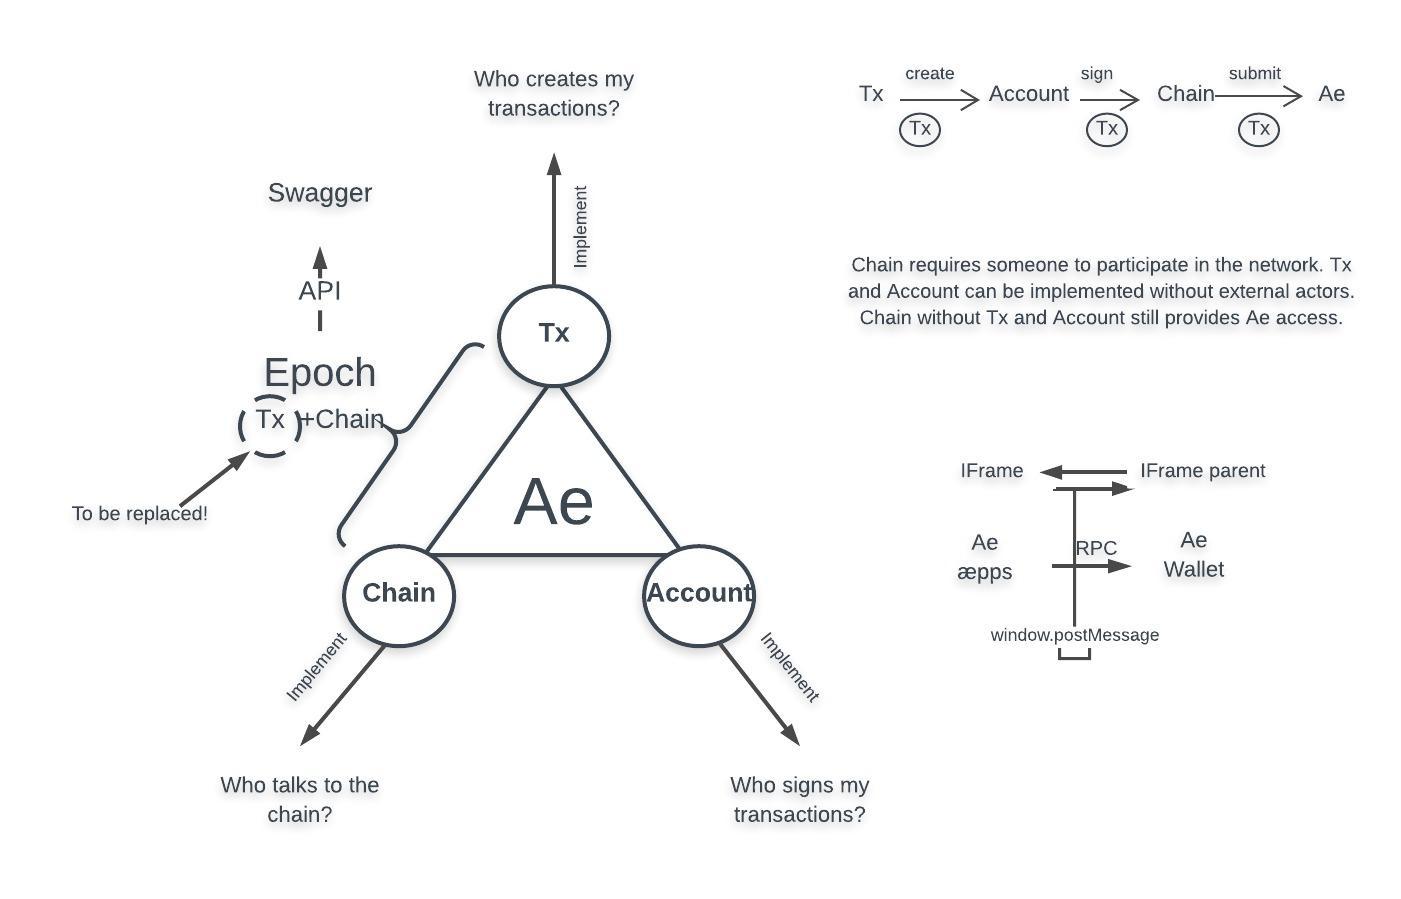 Who creates my
transactions?
Implement
Swagger
API
Epoch
Tx +Chain
To be replaced!
Tx
Ae
Chain
Account
Implement
Implement
Who talks to the
chain?
Who signs my
transactions?
create sign submit
Tx Account Chain Ae
Tx Tx Tx
Chain requires someone to participate in the network. Tx
and Account can be implemented without external actors.
Chain without Tx and Account still provides Ae access.
IFrame IFrame parent
Ae
æpps
RPC
Ae
Wallet
window.postMessage